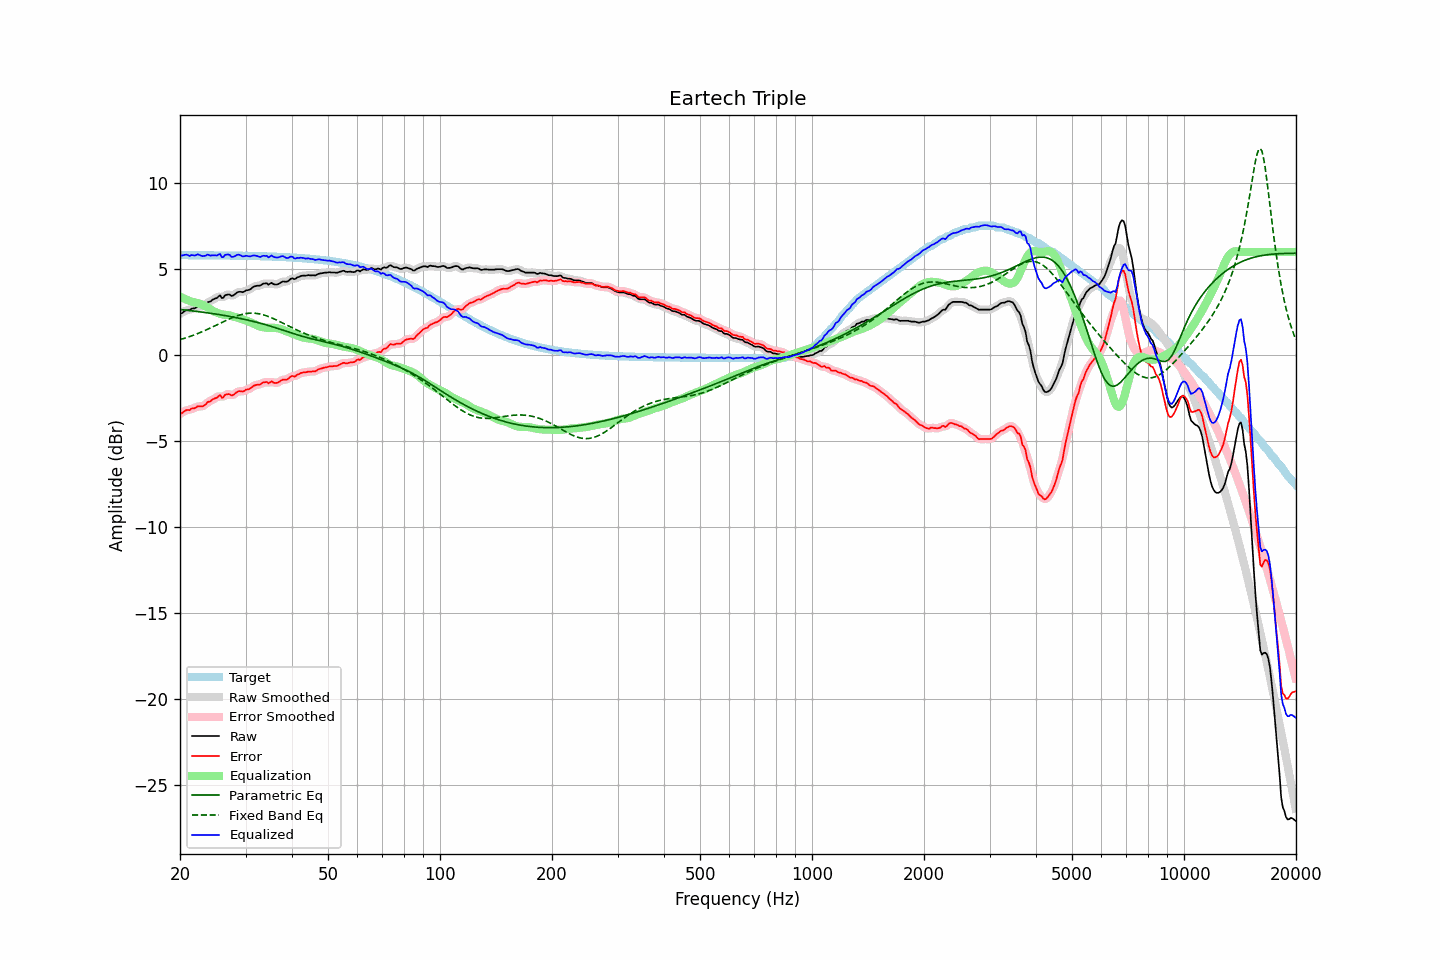 Eartech Triple
10
5
0
−5
−10
−15
−20
−25
Amplitude (dBr)
Target
Raw Smoothed
Error Smoothed
Raw
Error
Equalization
Parametric Eq
Fixed Band Eq
Equalized
20 50 100 200 500 1000 2000 5000 10000 20000
Frequency (Hz)